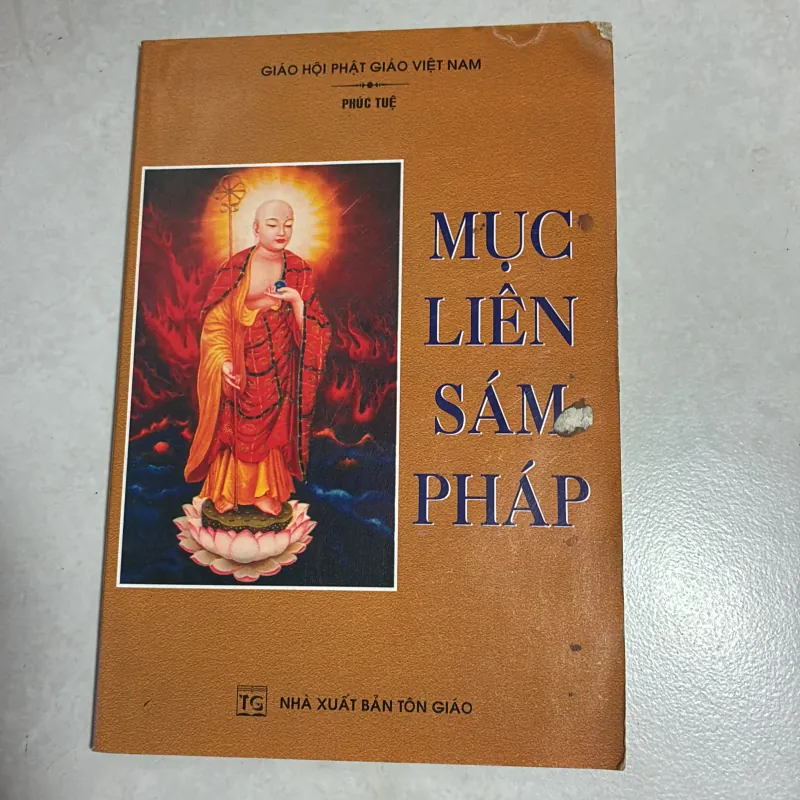 GIÁO HỘI PHẬT GIÁO VIỆT NAM
PHÚC TUỆ
MỤC
LIÊN
SÁM
PHÁP
TG
NHÀ XUẤT BẢN TÔN GIÁO